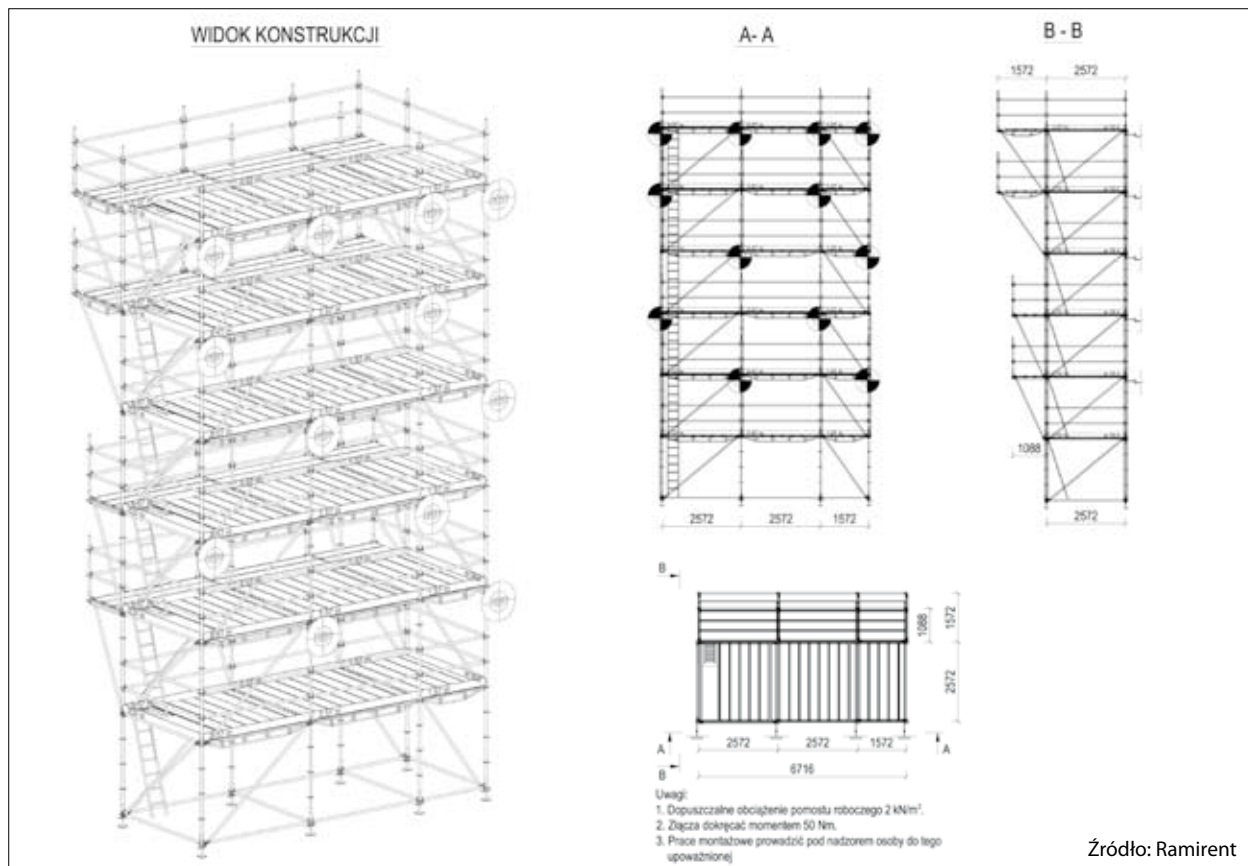 WIDOK KONSTRUKCJI
A- A
B - B
1572 2572
1088
2572 2572 1572
2572
B
1088
1572
2572
A
2572 2572 1572
A
B
6716
Uwagi:
1. Dopuszczalne obciążenie pomostu roboczego 2 kN/m².
2. Złącza dokręcać momentem 50 Nm.
3. Prace montażowe prowadzić pod nadzorem osoby do tego
upoważnionej
Źródło: Ramirent